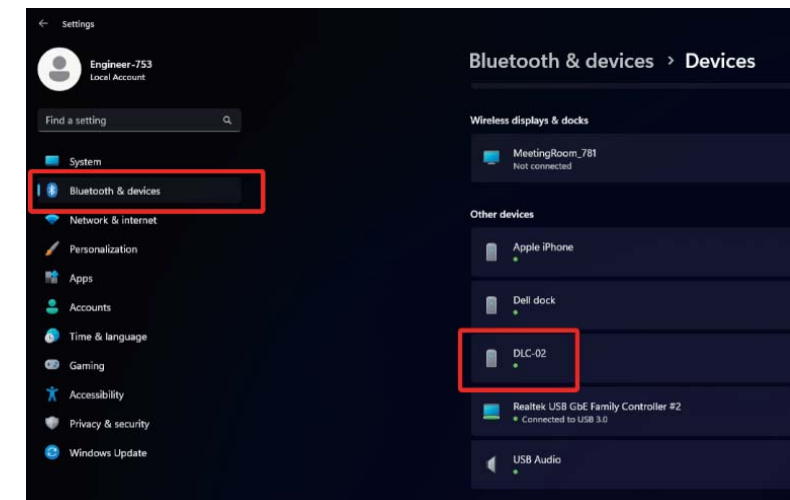 Settings
Engineer-753
Local Account
Find a setting
System
Bluetooth & devices
Network & internet
Personalization
Apps
Accounts
Time & language
Gaming
Accessibility
Privacy & security
Windows Update
Bluetooth & devices > Devices
Wireless displays & docks
MeetingRoom_781
Not connected
Other devices
Apple iPhone
Dell dock
DLC-02
Realtek USB GbE Family Controller #2
Connected to USB 3.0
USB Audio